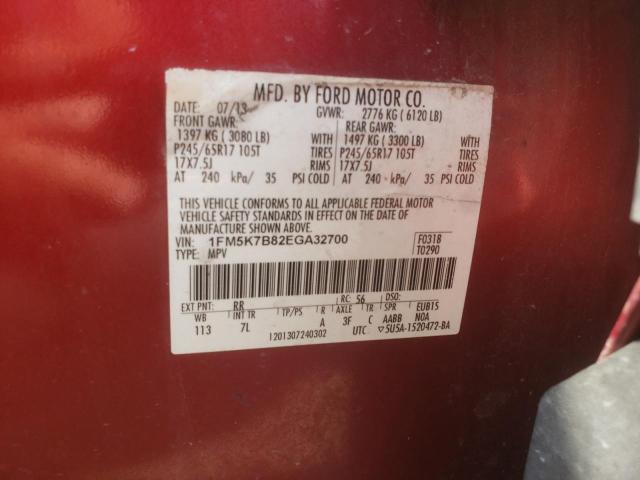 MFD. BY FORD MOTOR CO.
DATE: 07/13 GVWR: 2776 KG ( 6120 LB)
FRONT GAWR: REAR GAWR:
1397 KG ( 3080 LB) WITH 1497 KG ( 3300 LB) WITH
P245/65R17 105T TIRES P245/65R17 105T TIRES
17X7.5J RIMS 17X7.5J RIMS
AT 240 kPa/ 35 PSI COLD AT 240 kPa/ 35 PSI COLD
THIS VEHICLE CONFORMS TO ALL APPLICABLE FEDERAL MOTOR
VEHICLE SAFETY STANDARDS IN EFFECT ON THE DATE OF
MANUFACTURE SHOWN ABOVE.
VIN: 1FM5K7B82EGA32700 F0318
TYPE: MPV T0290
EXT PNT: RR RC: 56 DSO:
WB INT TR TP/PS R AXLE TR SPR EUB15
113 7L A 3F C AABB NOA
1201307240302 UTC ▽5U5A-1520472-BA